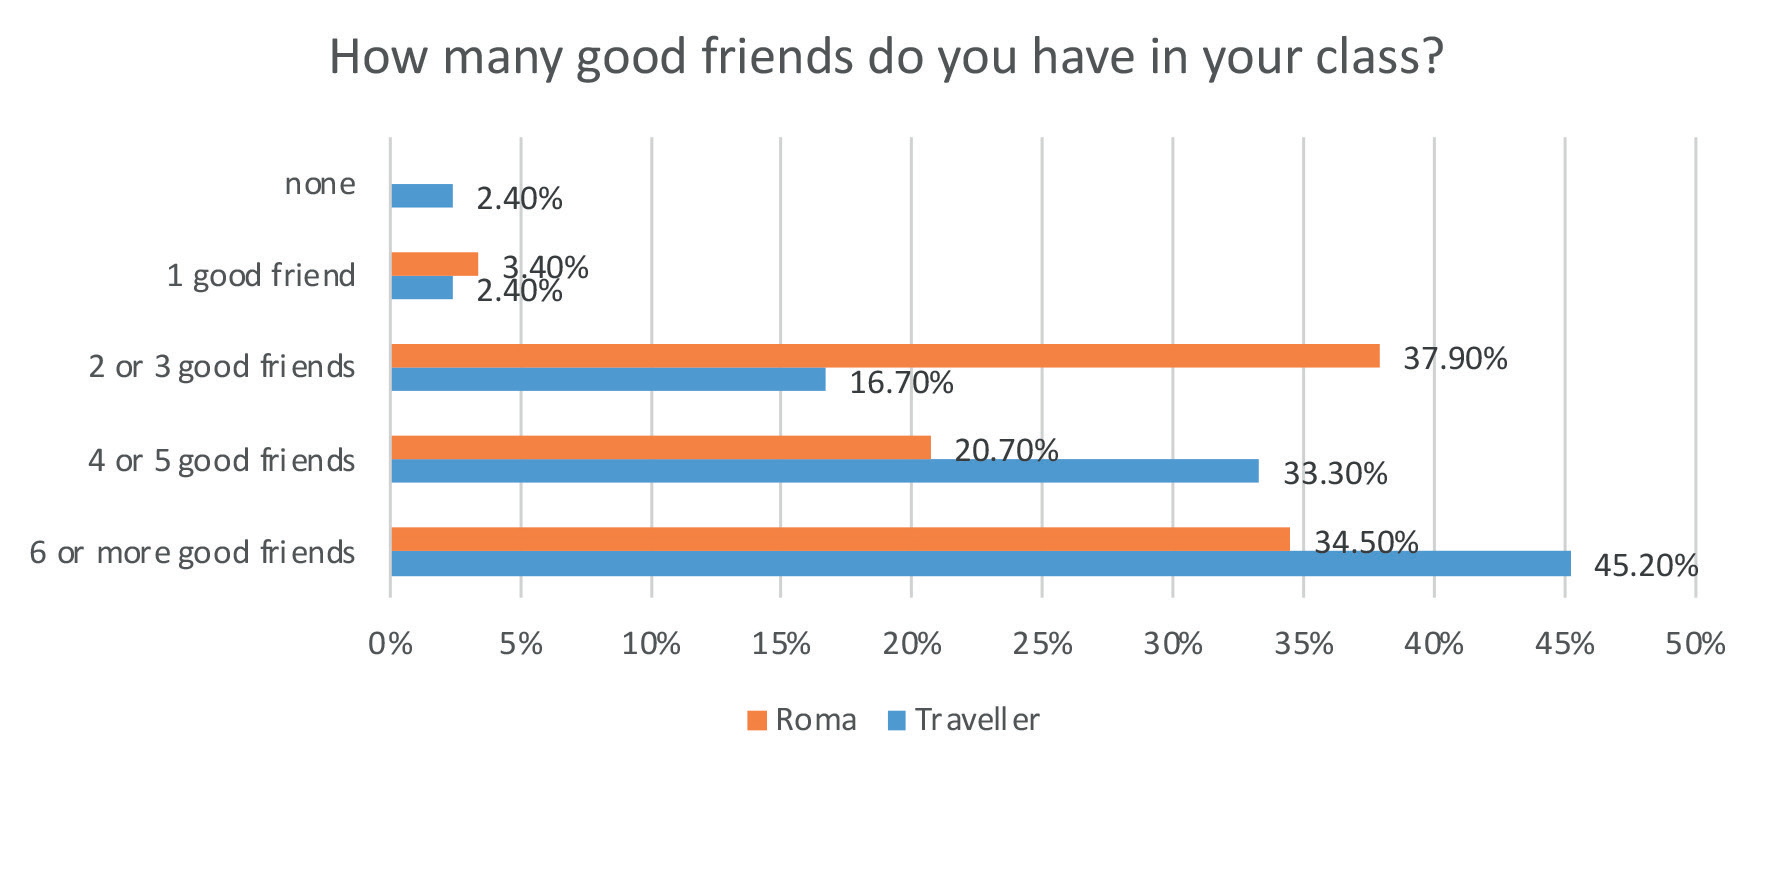 How many good friends do you have in your class?
none
2.40%
1 good friend
3.40%
2.40%
2 or 3 good friends
37.90%
16.70%
4 or 5 good friends
20.70%
33.30%
6 or more good friends
34.50%
45.20%
0% 5% 10% 15% 20% 25% 30% 35% 40% 45% 50%
Roma Traveller